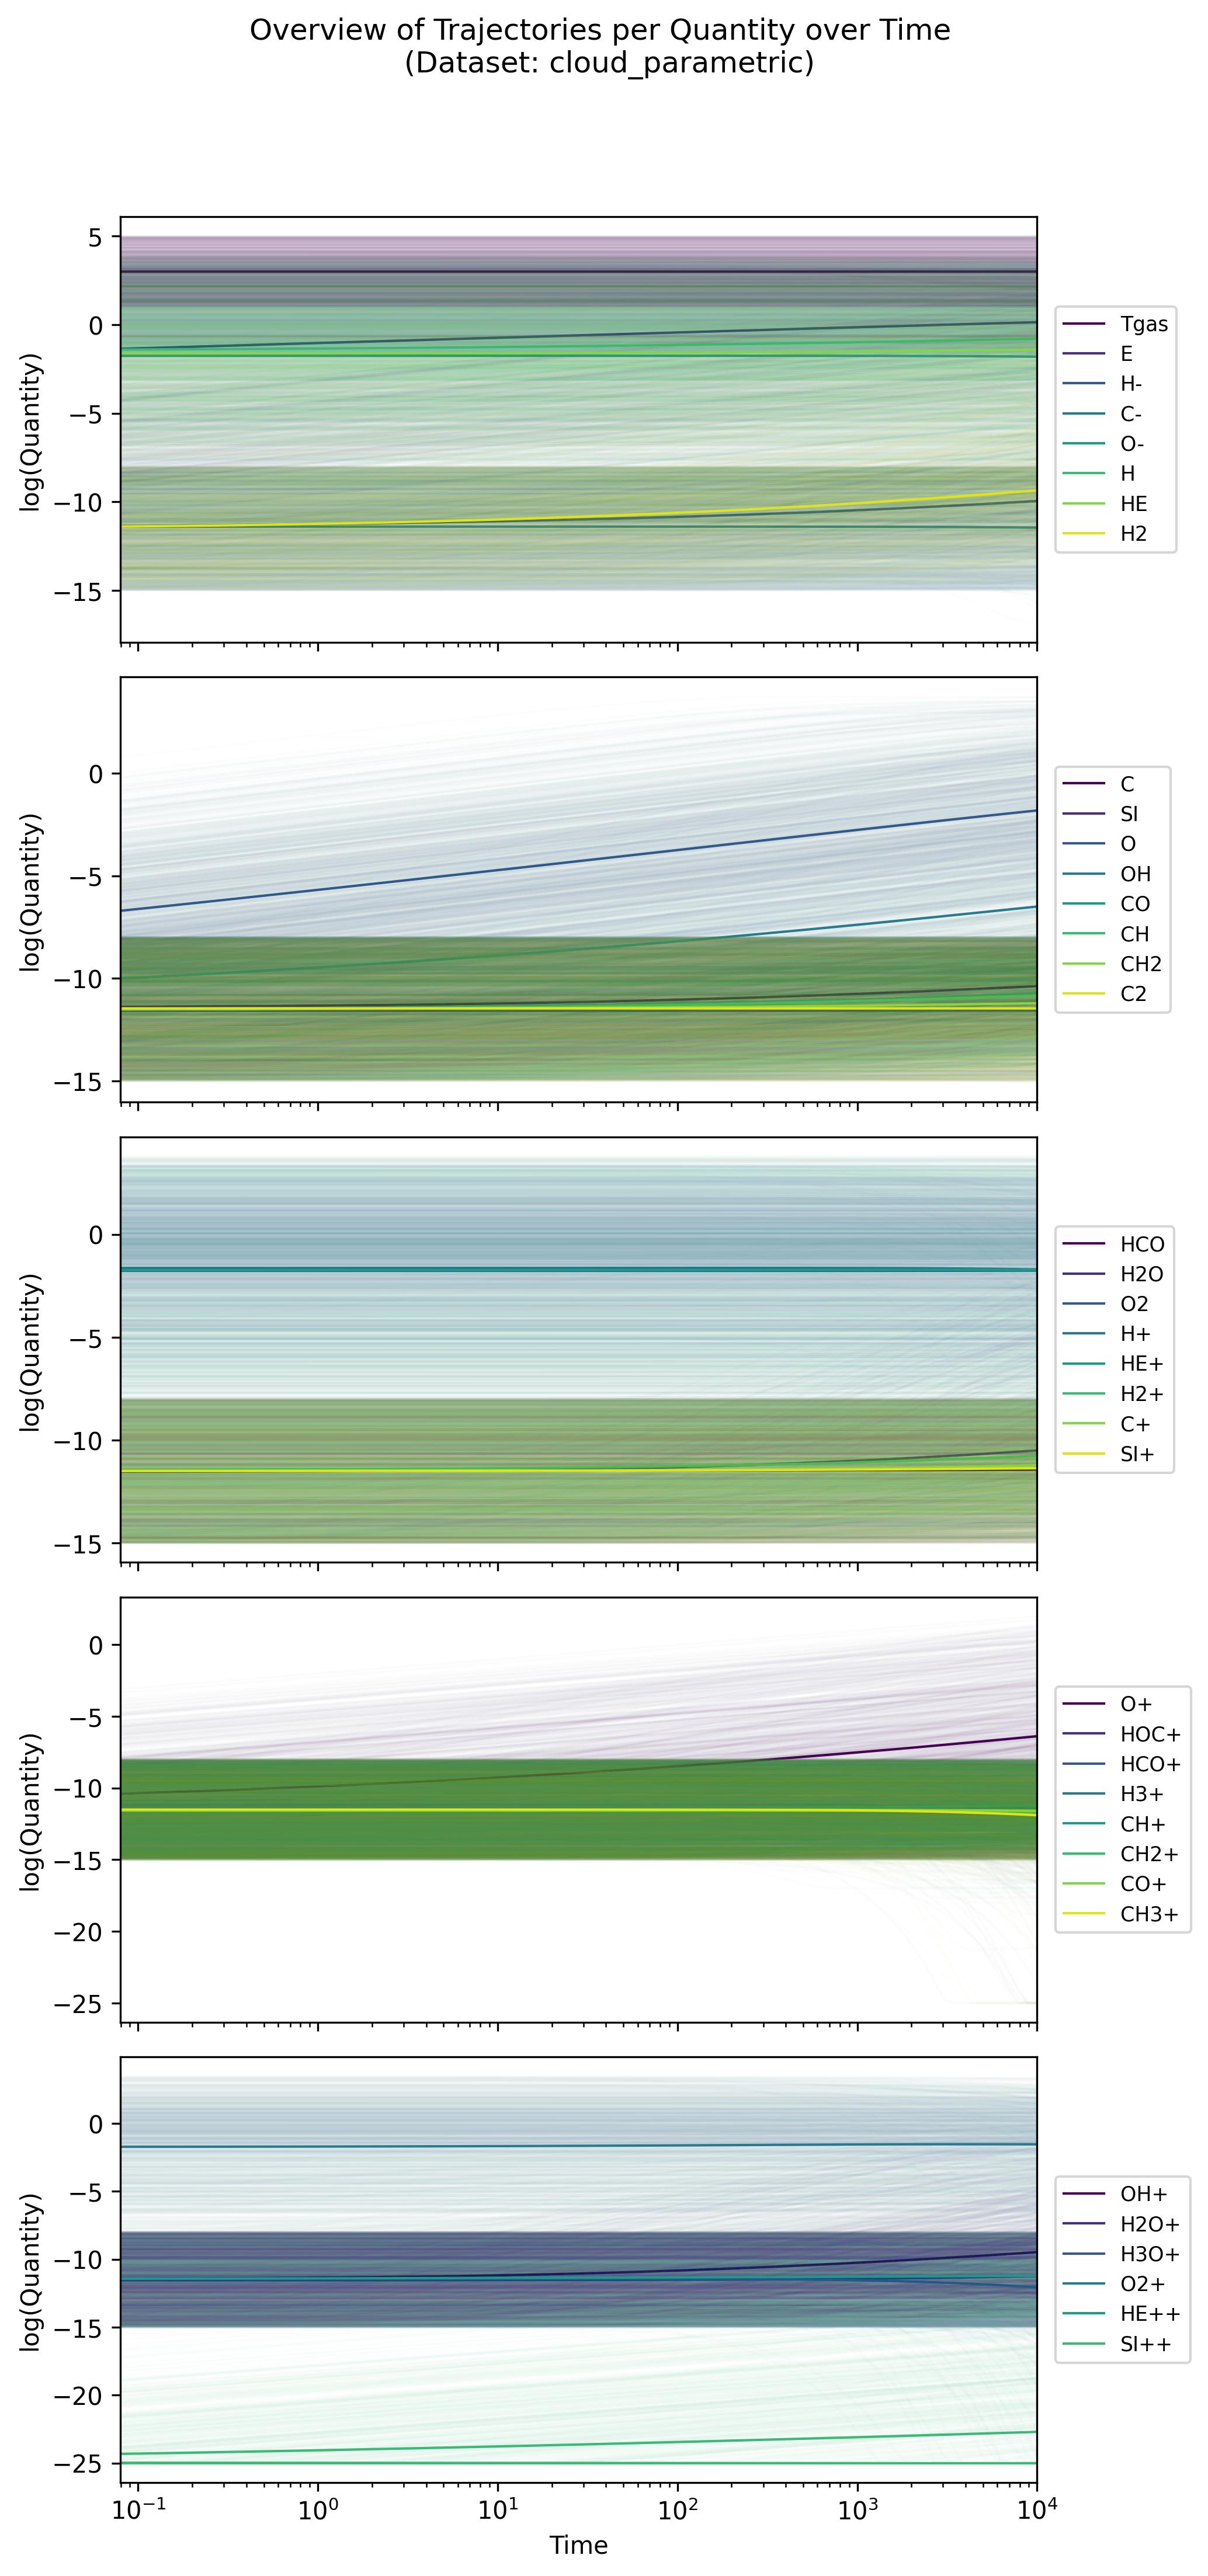 Overview of Trajectories per Quantity over Time
(Dataset: cloud_parametric)
log(Quantity)
5
0
−5
−10
−15
Tgas
E
H-
C-
O-
H
HE
H2
log(Quantity)
0
−5
−10
−15
C
SI
O
OH
CO
CH
CH2
C2
log(Quantity)
0
−5
−10
−15
HCO
H2O
O2
H+
HE+
H2+
C+
SI+
log(Quantity)
0
−5
−10
−15
−20
−25
O+
HOC+
HCO+
H3+
CH+
CH2+
CO+
CH3+
log(Quantity)
0
−5
−10
−15
−20
−25
OH+
H2O+
H3O+
O2+
HE++
SI++
10⁻¹ 10⁰ 10¹ 10² 10³ 10⁴
Time